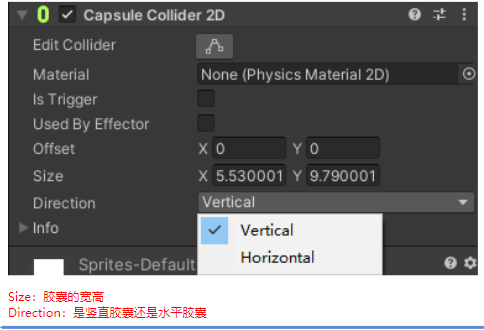 Capsule Collider 2D
Edit Collider
Material None (Physics Material 2D)
Is Trigger
Used By Effector
Offset X 0 Y 0
Size X 5.530001 Y 9.790001
Direction Vertical
Info
Vertical
Horizontal
Sprites-Default
Size：胶囊的宽高
Direction：是竖直胶囊还是水平胶囊